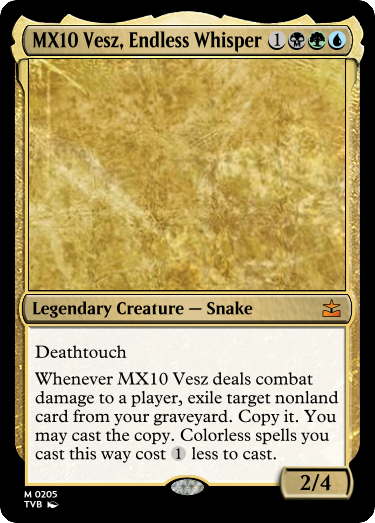 MX10 Vesz, Endless Whisper 1
Legendary Creature — Snake
Deathtouch
Whenever MX10 Vesz deals combat
damage to a player, exile target nonland
card from your graveyard. Copy it. You
may cast the copy. Colorless spells you
cast this way cost 1 less to cast.
2/4
M 0205
TVB